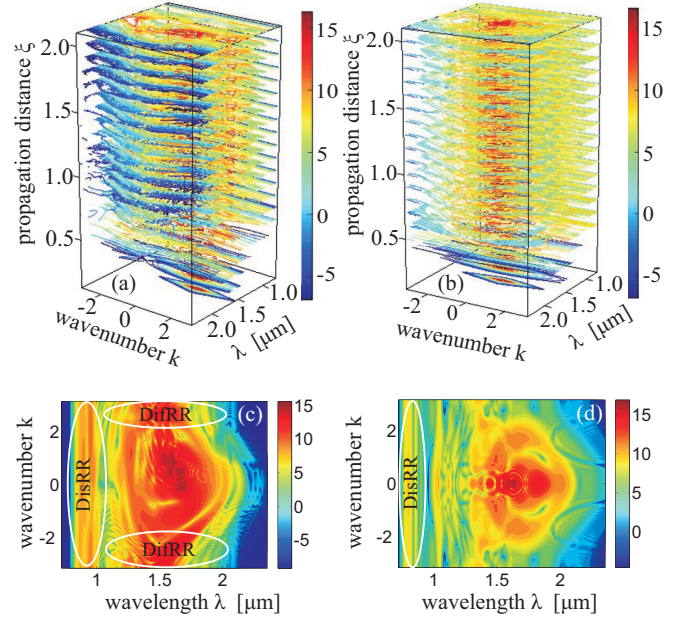 propagation distance ξ
2.0
1.5
1.0
0.5
-2
0
2
wavenumber k
2.0
1.5
1.0
λ [μm]
(a)
15
10
5
0
-5
propagation distance ξ
2.0
1.5
1.0
0.5
-2
0
2
wavenumber k
2.0
1.5
1.0
λ [μm]
(b)
15
10
5
0
-5
wavenumber k
2
0
-2
DisRR
DifRR
(c)
DifRR
1
1.5
2
wavelength λ [μm]
15
10
5
0
-5
wavenumber k
2
0
-2
DisRR
(d)
1
1.5
2
wavelength λ [μm]
15
10
5
0